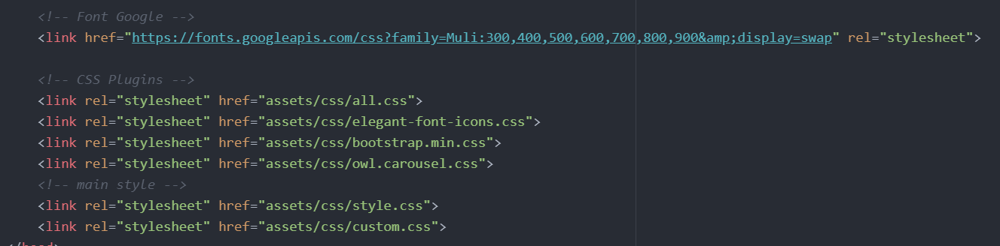 <!-- Font Google -->
<link href="https://fonts.googleapis.com/css?family=Muli:300,400,500,600,700,800,900&amp;display=swap" rel="stylesheet">
<!-- CSS Plugins -->
<link rel="stylesheet" href="assets/css/all.css">
<link rel="stylesheet" href="assets/css/elegant-font-icons.css">
<link rel="stylesheet" href="assets/css/bootstrap.min.css">
<link rel="stylesheet" href="assets/css/owl.carousel.css">
<!-- main style -->
<link rel="stylesheet" href="assets/css/style.css">
<link rel="stylesheet" href="assets/css/custom.css">
</head>